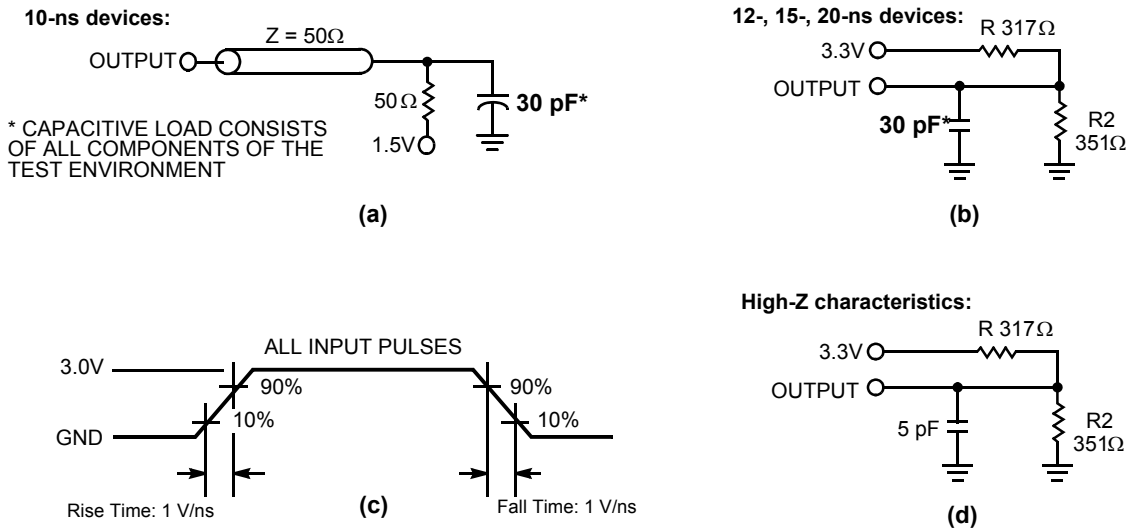 10-ns devices:
Z = 50Ω
OUTPUT
50Ω
30 pF*
1.5V
* CAPACITIVE LOAD CONSISTS
OF ALL COMPONENTS OF THE
TEST ENVIRONMENT
(a)
12-, 15-, 20-ns devices:
R 317Ω
3.3V
OUTPUT
30 pF*
R2
351Ω
(b)
ALL INPUT PULSES
3.0V
90%
10%
GND
90%
10%
Rise Time: 1 V/ns
(c)
Fall Time: 1 V/ns
High-Z characteristics:
R 317Ω
3.3V
OUTPUT
5 pF
R2
351Ω
(d)